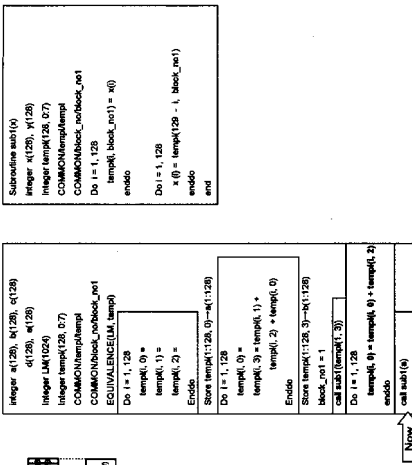 Subroutine sub1(x)
integer x(128), y(128)
Integer templ(128, 0:7)
COMMON/templ/templ
COMMON/block_no/block_no1
Do i = 1, 128
templ(i, block_no1) = x(i)
enddo
Do i = 1, 128
x (i) = templ(129 - i, block_no1)
enddo
end
Integer a(128), b(128), c(128)
d(128), e(128)
Integer LM(1024)
Integer templ(128, 0:7)
COMMON/templ/templ
COMMON/block_no/block_no1
EQUIVALENCE(LM, templ)
Do i = 1, 128
templ(i, 0) =
templ(i, 1) =
templ(i, 2) =
Enddo
Store templ(1:128, 0)→a(1:128)
Do i = 1, 128
templ(i, 0) =
templ(i, 3) = templ(i, 1) +
templ(i, 2) + templ(i, 0)
Enddo
Store templ(1:128, 3)→b(1:128)
block_no1 = 1
call sub1(templ(1, 3))
Do i = 1, 128
templ(i, 0) = templ(i, 0) + templ(i, 2)
enddo
call sub1(e)
Now